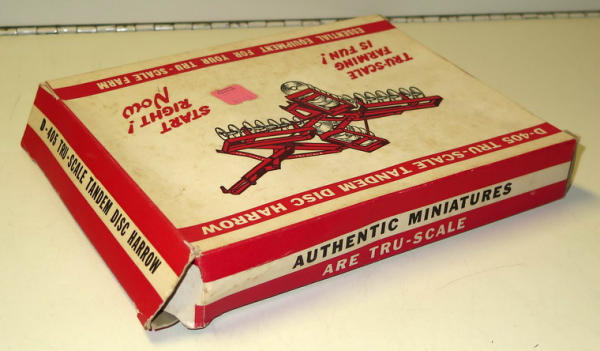 ESSENTIAL EQUIPMENT FOR YOUR TRU-SCALE FARM
TRU-SCALE
FARMING
IS FUN!
START
RIGHT!
Now
D-405 TRU-SCALE TANDEM DISC HARROW
D-405 TRU-SCALE TANDEM DISC HARROW
AUTHENTIC MINIATURES
ARE TRU-SCALE